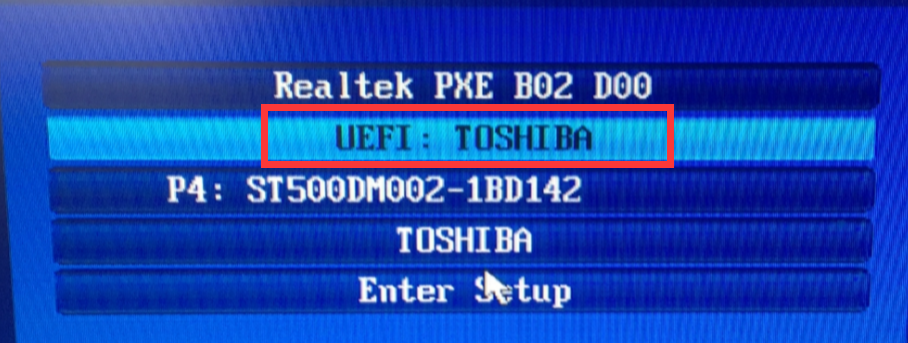 Realtek PXE B02 D00
UEFI: TOSHIBA
P4: ST500DM002-1BD142
TOSHIBA
Enter Setup